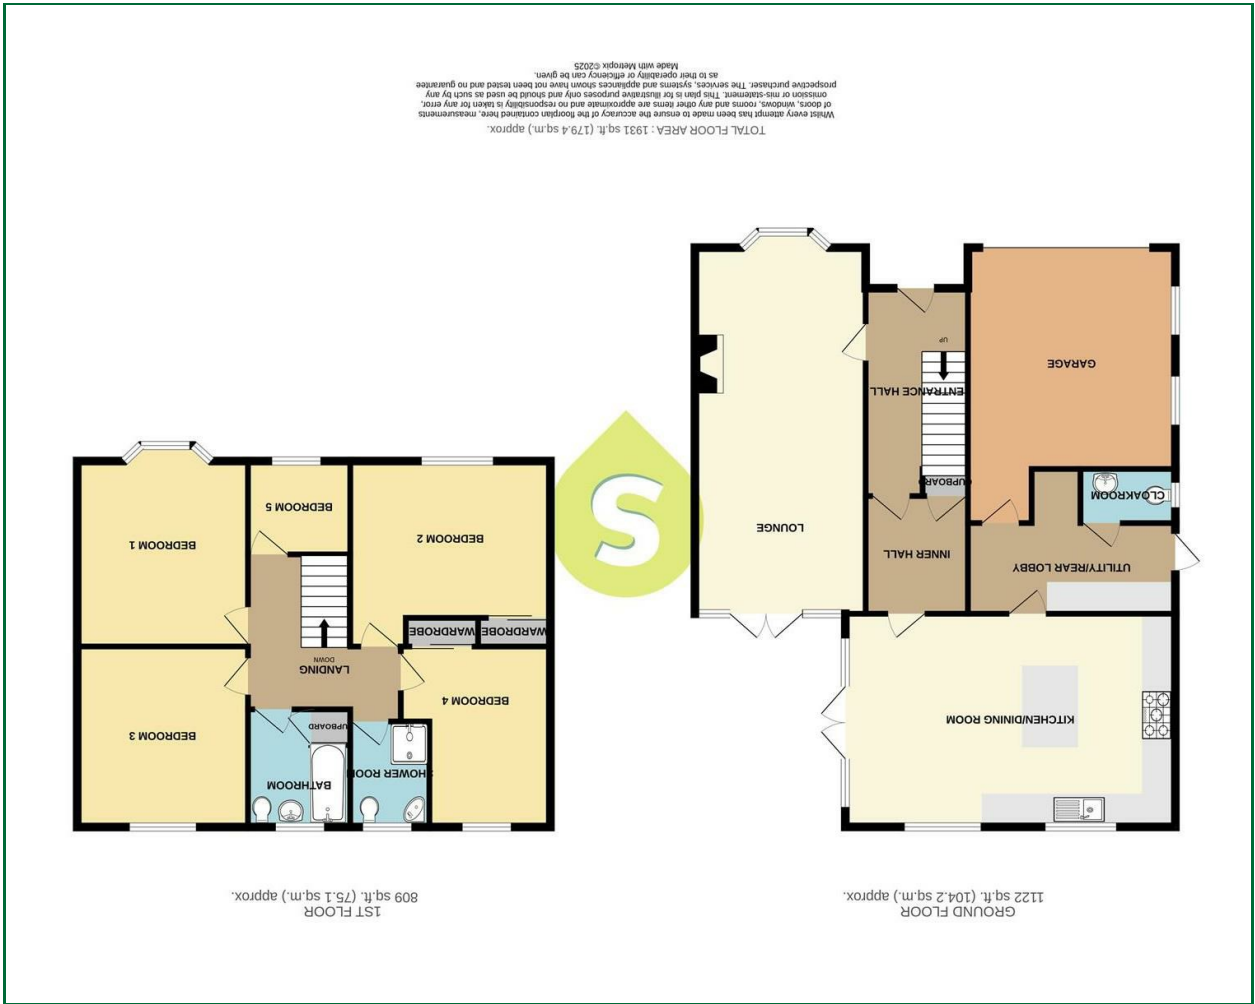 GROUND FLOOR
1122 sq.ft. (104.2 sq.m.) approx.
KITCHEN/DINING ROOM
UTILITY/REAR LOBBY
INNER HALL
LOUNGE
CLOAKROOM
CUPBOARD
ENTRANCE HALL
GARAGE
UP
1ST FLOOR
809 sq.ft. (75.1 sq.m.) approx.
BATHROOM
SHOWER ROOM
BEDROOM 3
CUPBOARD
BEDROOM 4
LANDING
DOWN
WARDROBE
WARDROBE
BEDROOM 1
BEDROOM 2
BEDROOM 5
S
TOTAL FLOOR AREA : 1931 sq.ft. (179.4 sq.m.) approx.
Whilst every attempt has been made to ensure the accuracy of the floorplan contained here, measurements
of doors, windows, rooms and any other items are approximate and no responsibility is taken for any error,
omission or mis-statement. This plan is for illustrative purposes only and should be used as such by any
prospective purchaser. The services, systems and appliances shown have not been tested and no guarantee
as to their operability or efficiency can be given.
Made with Metropix ©2025